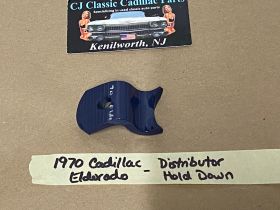 CJ Classic Cadillac Parts
Kenilworth, NJ
1970 Cadillac - Distributor
Eldorado Hold Down